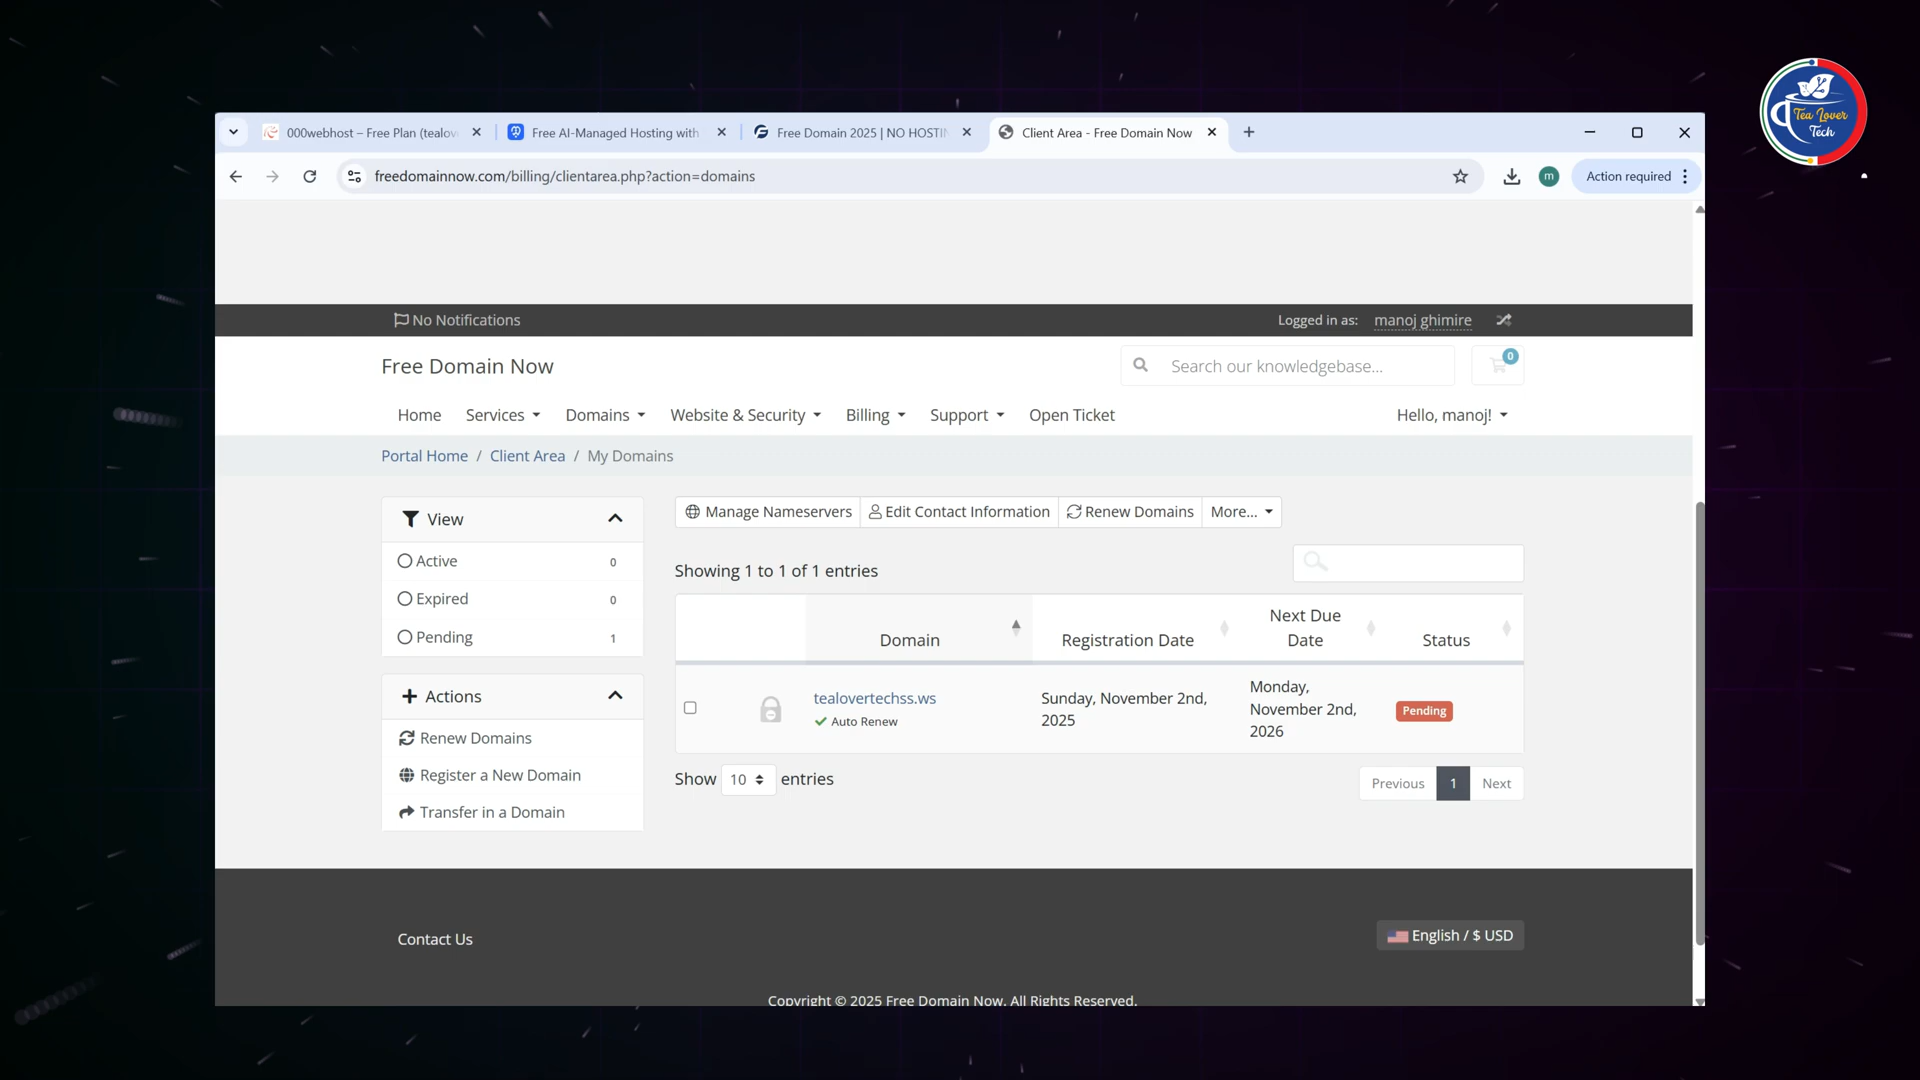 Tea Lover
Tech
000webhost – Free Plan (tealov
Free AI-Managed Hosting with
Free Domain 2025 | NO HOSTIN
Client Area - Free Domain Now
freedomainnow.com/billing/clientarea.php?action=domains
m
Action required
No Notifications
Logged in as: manoj ghimire
Free Domain Now
Search our knowledgebase...
0
Home Services Domains Website & Security Billing Support Open Ticket Hello, manoj!
Portal Home / Client Area / My Domains
View
Active 0
Expired 0
Pending 1
Actions
Renew Domains
Register a New Domain
Transfer in a Domain
Manage Nameservers Edit Contact Information Renew Domains More...
Showing 1 to 1 of 1 entries
Domain Registration Date Next Due Date Status
tealovertechss.ws
Auto Renew
Sunday, November 2nd,
2025
Monday,
November 2nd,
2026
Pending
Show 10 entries
Previous 1 Next
Contact Us
English / $ USD
Copyright © 2025 Free Domain Now. All Rights Reserved.